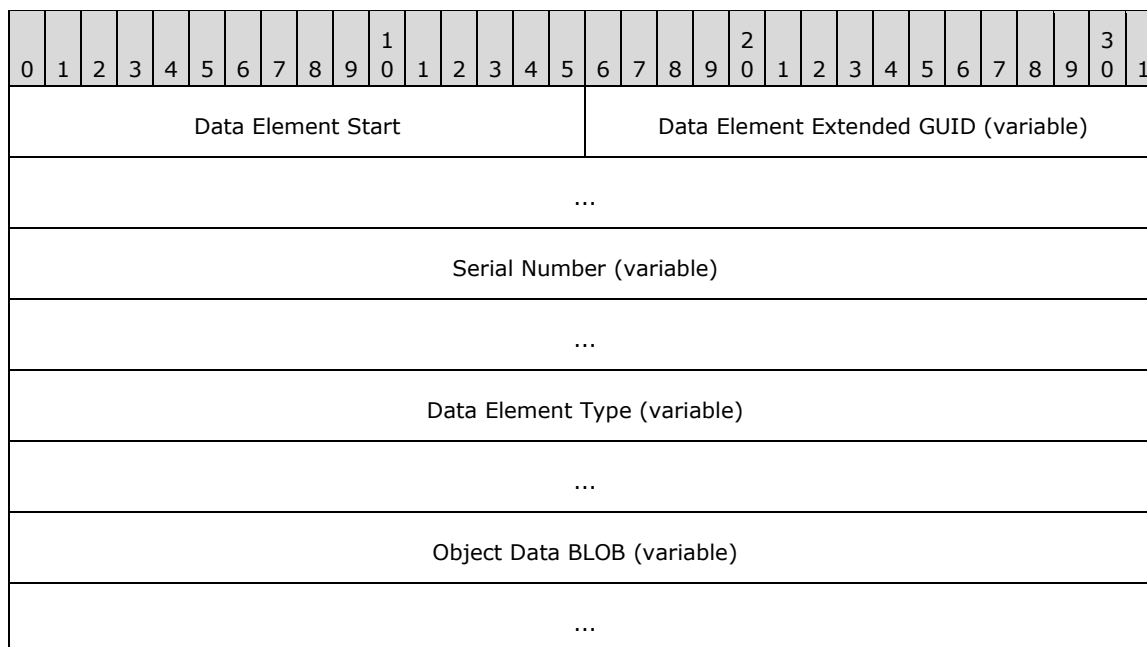 1 2 3
0 1 2 3 4 5 6 7 8 9 0 1 2 3 4 5 6 7 8 9 0 1 2 3 4 5 6 7 8 9 0 1
Data Element Start Data Element Extended GUID (variable)
...
Serial Number (variable)
...
Data Element Type (variable)
...
Object Data BLOB (variable)
...